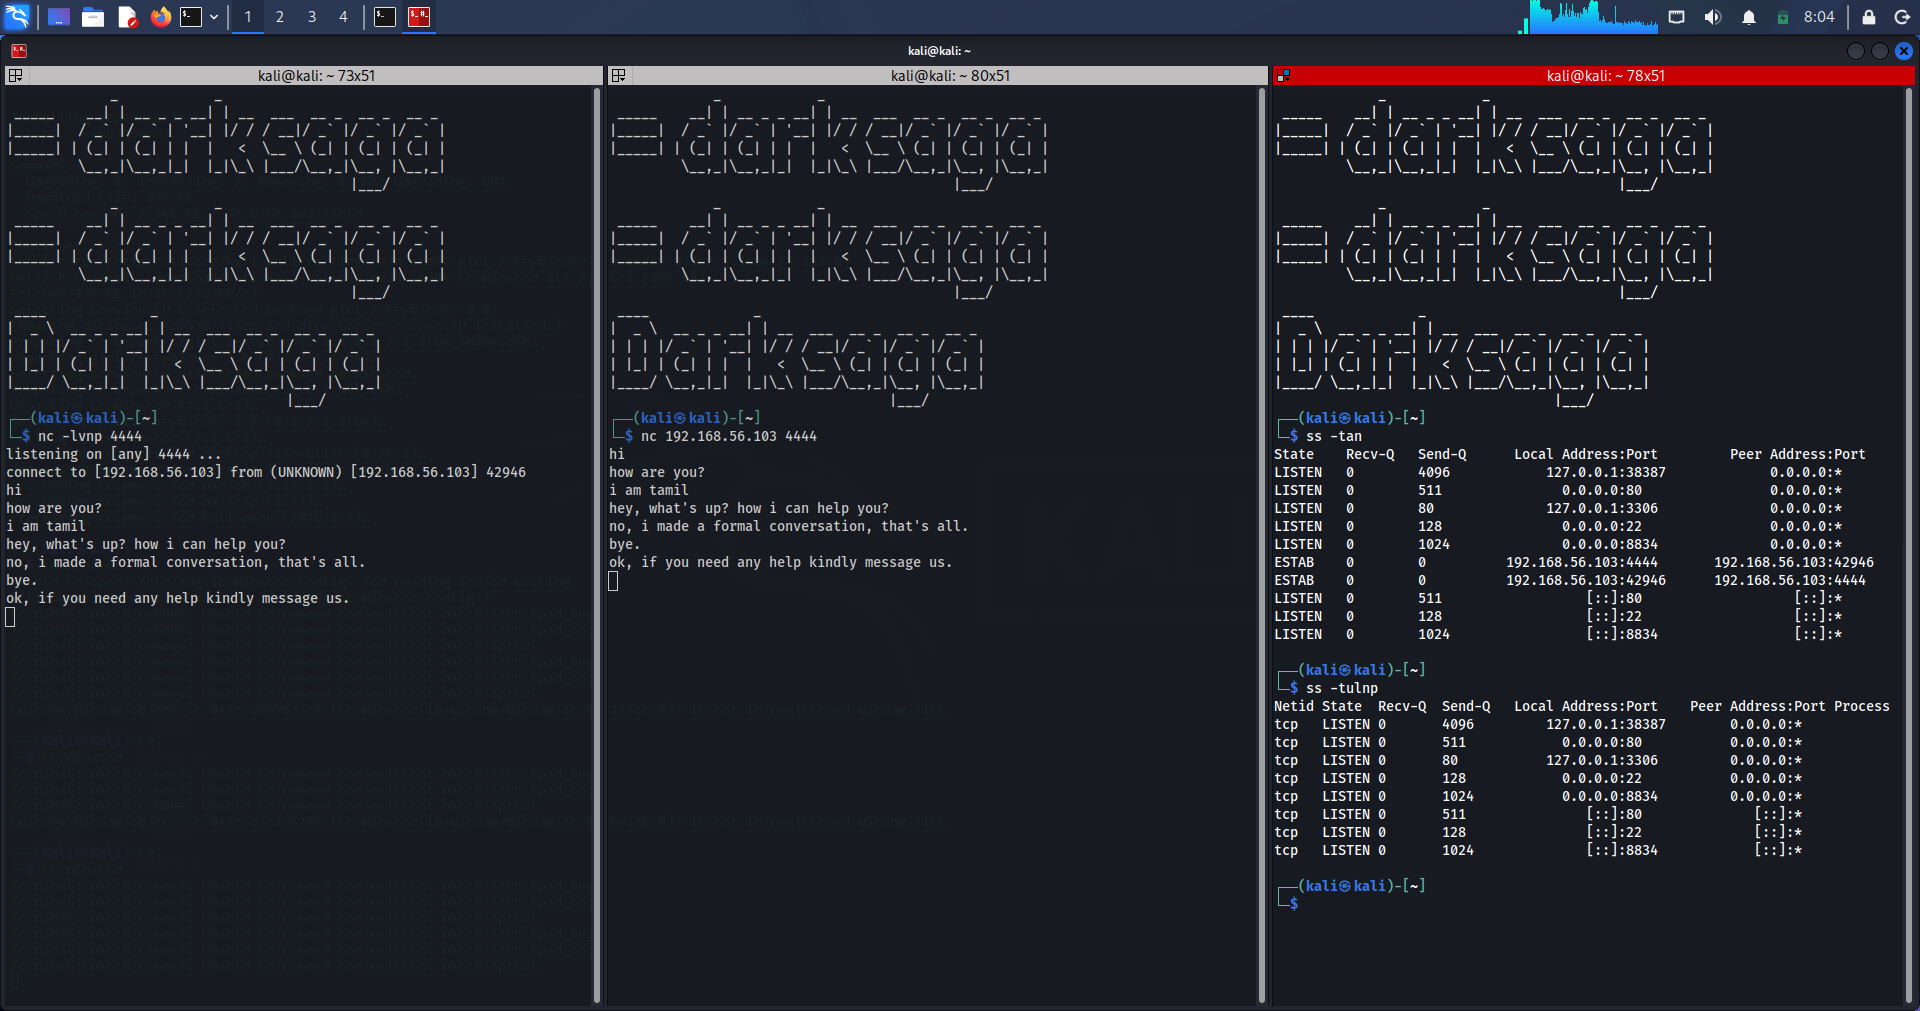 1 2 3 4
8:04
kali@kali: ~
kali@kali: ~ 73x51
=darksaga
=darksaga
Darksaga
┌──(kali㉿kali)-[~]
└─$ nc -lvnp 4444
listening on [any] 4444 ...
connect to [192.168.56.103] from (UNKNOWN) [192.168.56.103] 42946
hi
how are you?
i am tamil
hey, what's up? how i can help you?
no, i made a formal conversation, that's all.
bye.
ok, if you need any help kindly message us.
kali@kali: ~ 80x51
=darksaga
=darksaga
Darksaga
┌──(kali㉿kali)-[~]
└─$ nc 192.168.56.103 4444
hi
how are you?
i am tamil
hey, what's up? how i can help you?
no, i made a formal conversation, that's all.
bye.
ok, if you need any help kindly message us.
kali@kali: ~ 78x51
=darksaga
=darksaga
Darksaga
┌──(kali㉿kali)-[~]
└─$ ss -tan
State Recv-Q Send-Q Local Address:Port Peer Address:Port
LISTEN 0 4096 127.0.0.1:38387 0.0.0.0:*
LISTEN 0 511 0.0.0.0:80 0.0.0.0:*
LISTEN 0 80 127.0.0.1:3306 0.0.0.0:*
LISTEN 0 128 0.0.0.0:22 0.0.0.0:*
LISTEN 0 1024 0.0.0.0:8834 0.0.0.0:*
ESTAB 0 0 192.168.56.103:4444 192.168.56.103:42946
ESTAB 0 0 192.168.56.103:42946 192.168.56.103:4444
LISTEN 0 511 [::]:80 [::]:*
LISTEN 0 128 [::]:22 [::]:*
LISTEN 0 1024 [::]:8834 [::]:*
┌──(kali㉿kali)-[~]
└─$ ss -tulnp
Netid State Recv-Q Send-Q Local Address:Port Peer Address:Port Process
tcp LISTEN 0 4096 127.0.0.1:38387 0.0.0.0:*
tcp LISTEN 0 511 0.0.0.0:80 0.0.0.0:*
tcp LISTEN 0 80 127.0.0.1:3306 0.0.0.0:*
tcp LISTEN 0 128 0.0.0.0:22 0.0.0.0:*
tcp LISTEN 0 1024 0.0.0.0:8834 0.0.0.0:*
tcp LISTEN 0 511 [::]:80 [::]:*
tcp LISTEN 0 128 [::]:22 [::]:*
tcp LISTEN 0 1024 [::]:8834 [::]:*
┌──(kali㉿kali)-[~]
└─$